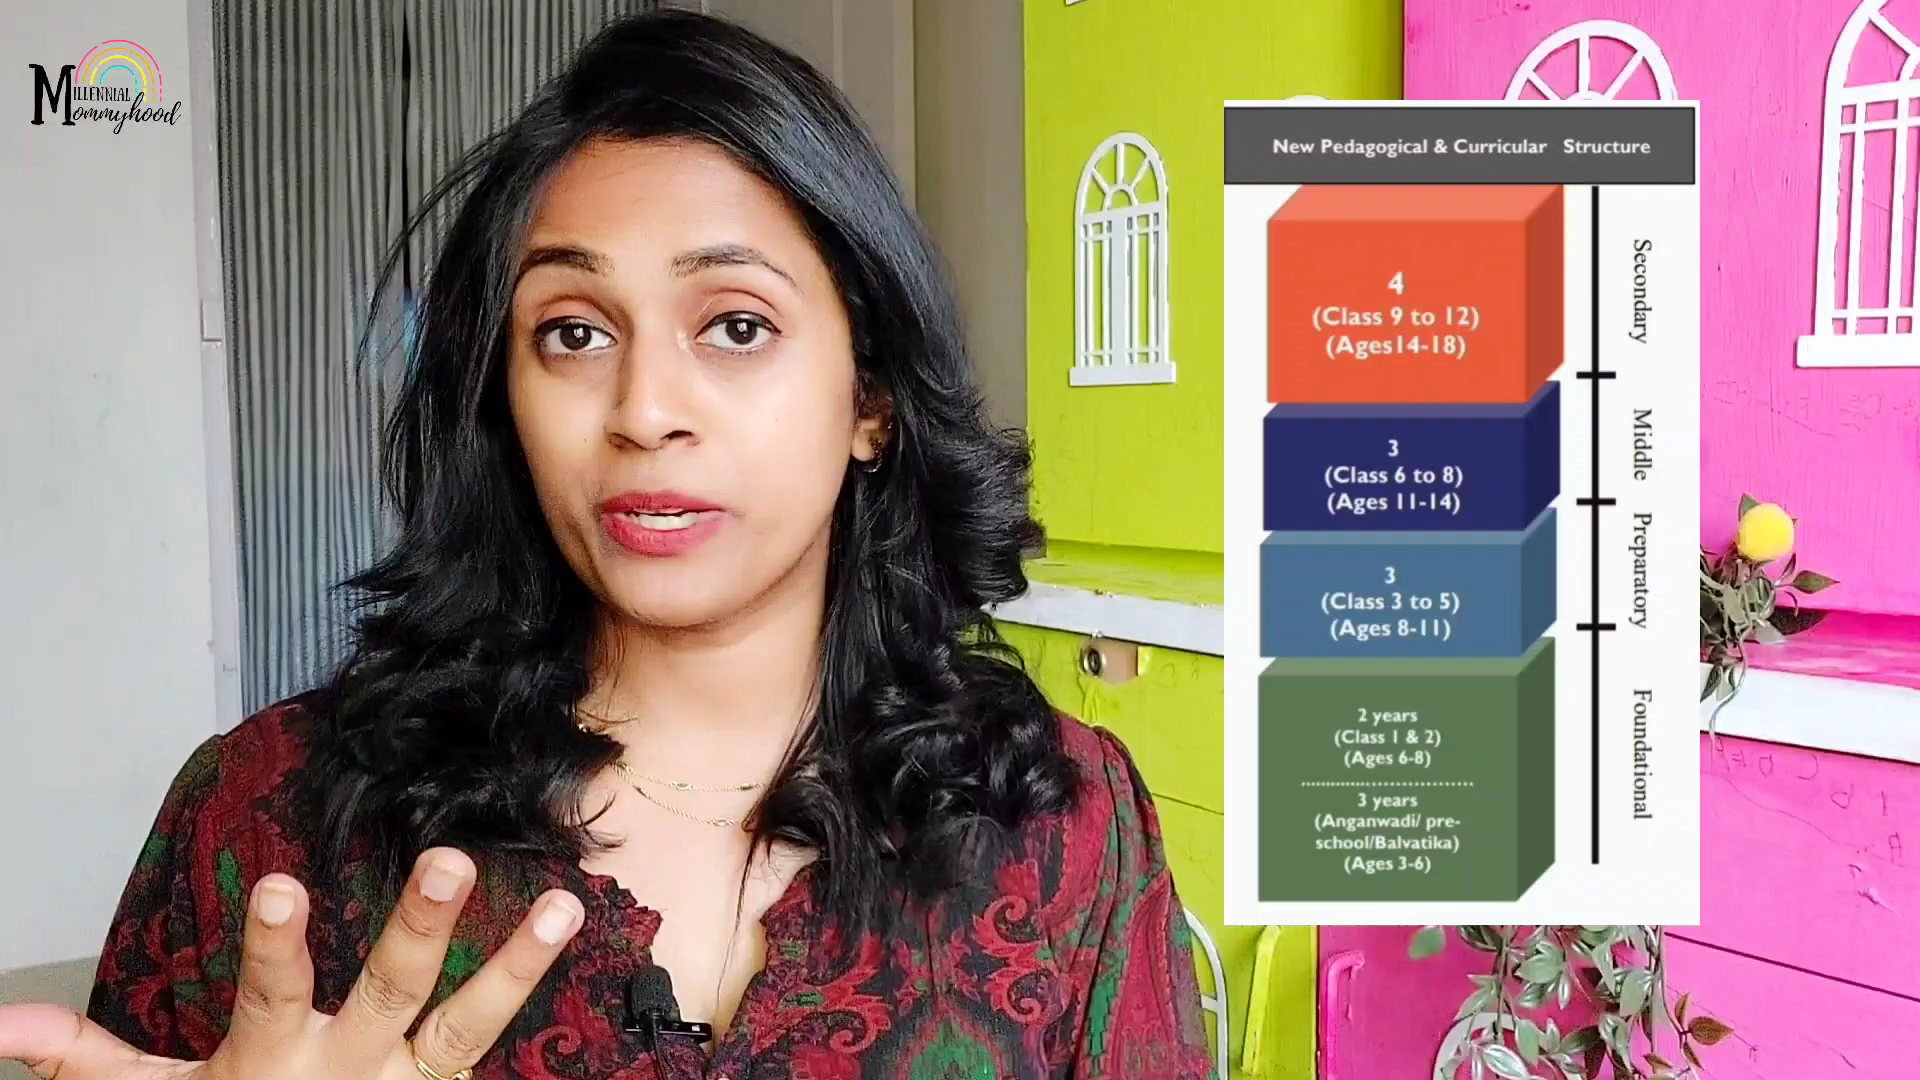 MILLENNIAL
Mommyhood
New Pedagogical & Curricular Structure
4
(Class 9 to 12)
(Ages14-18)
Secondary
3
(Class 6 to 8)
(Ages 11-14)
Middle
3
(Class 3 to 5)
(Ages 8-11)
Preparatory
2 years
(Class 1 & 2)
(Ages 6-8)
3 years
(Anganwadi/ pre-
school/Balvatika)
(Ages 3-6)
Foundational